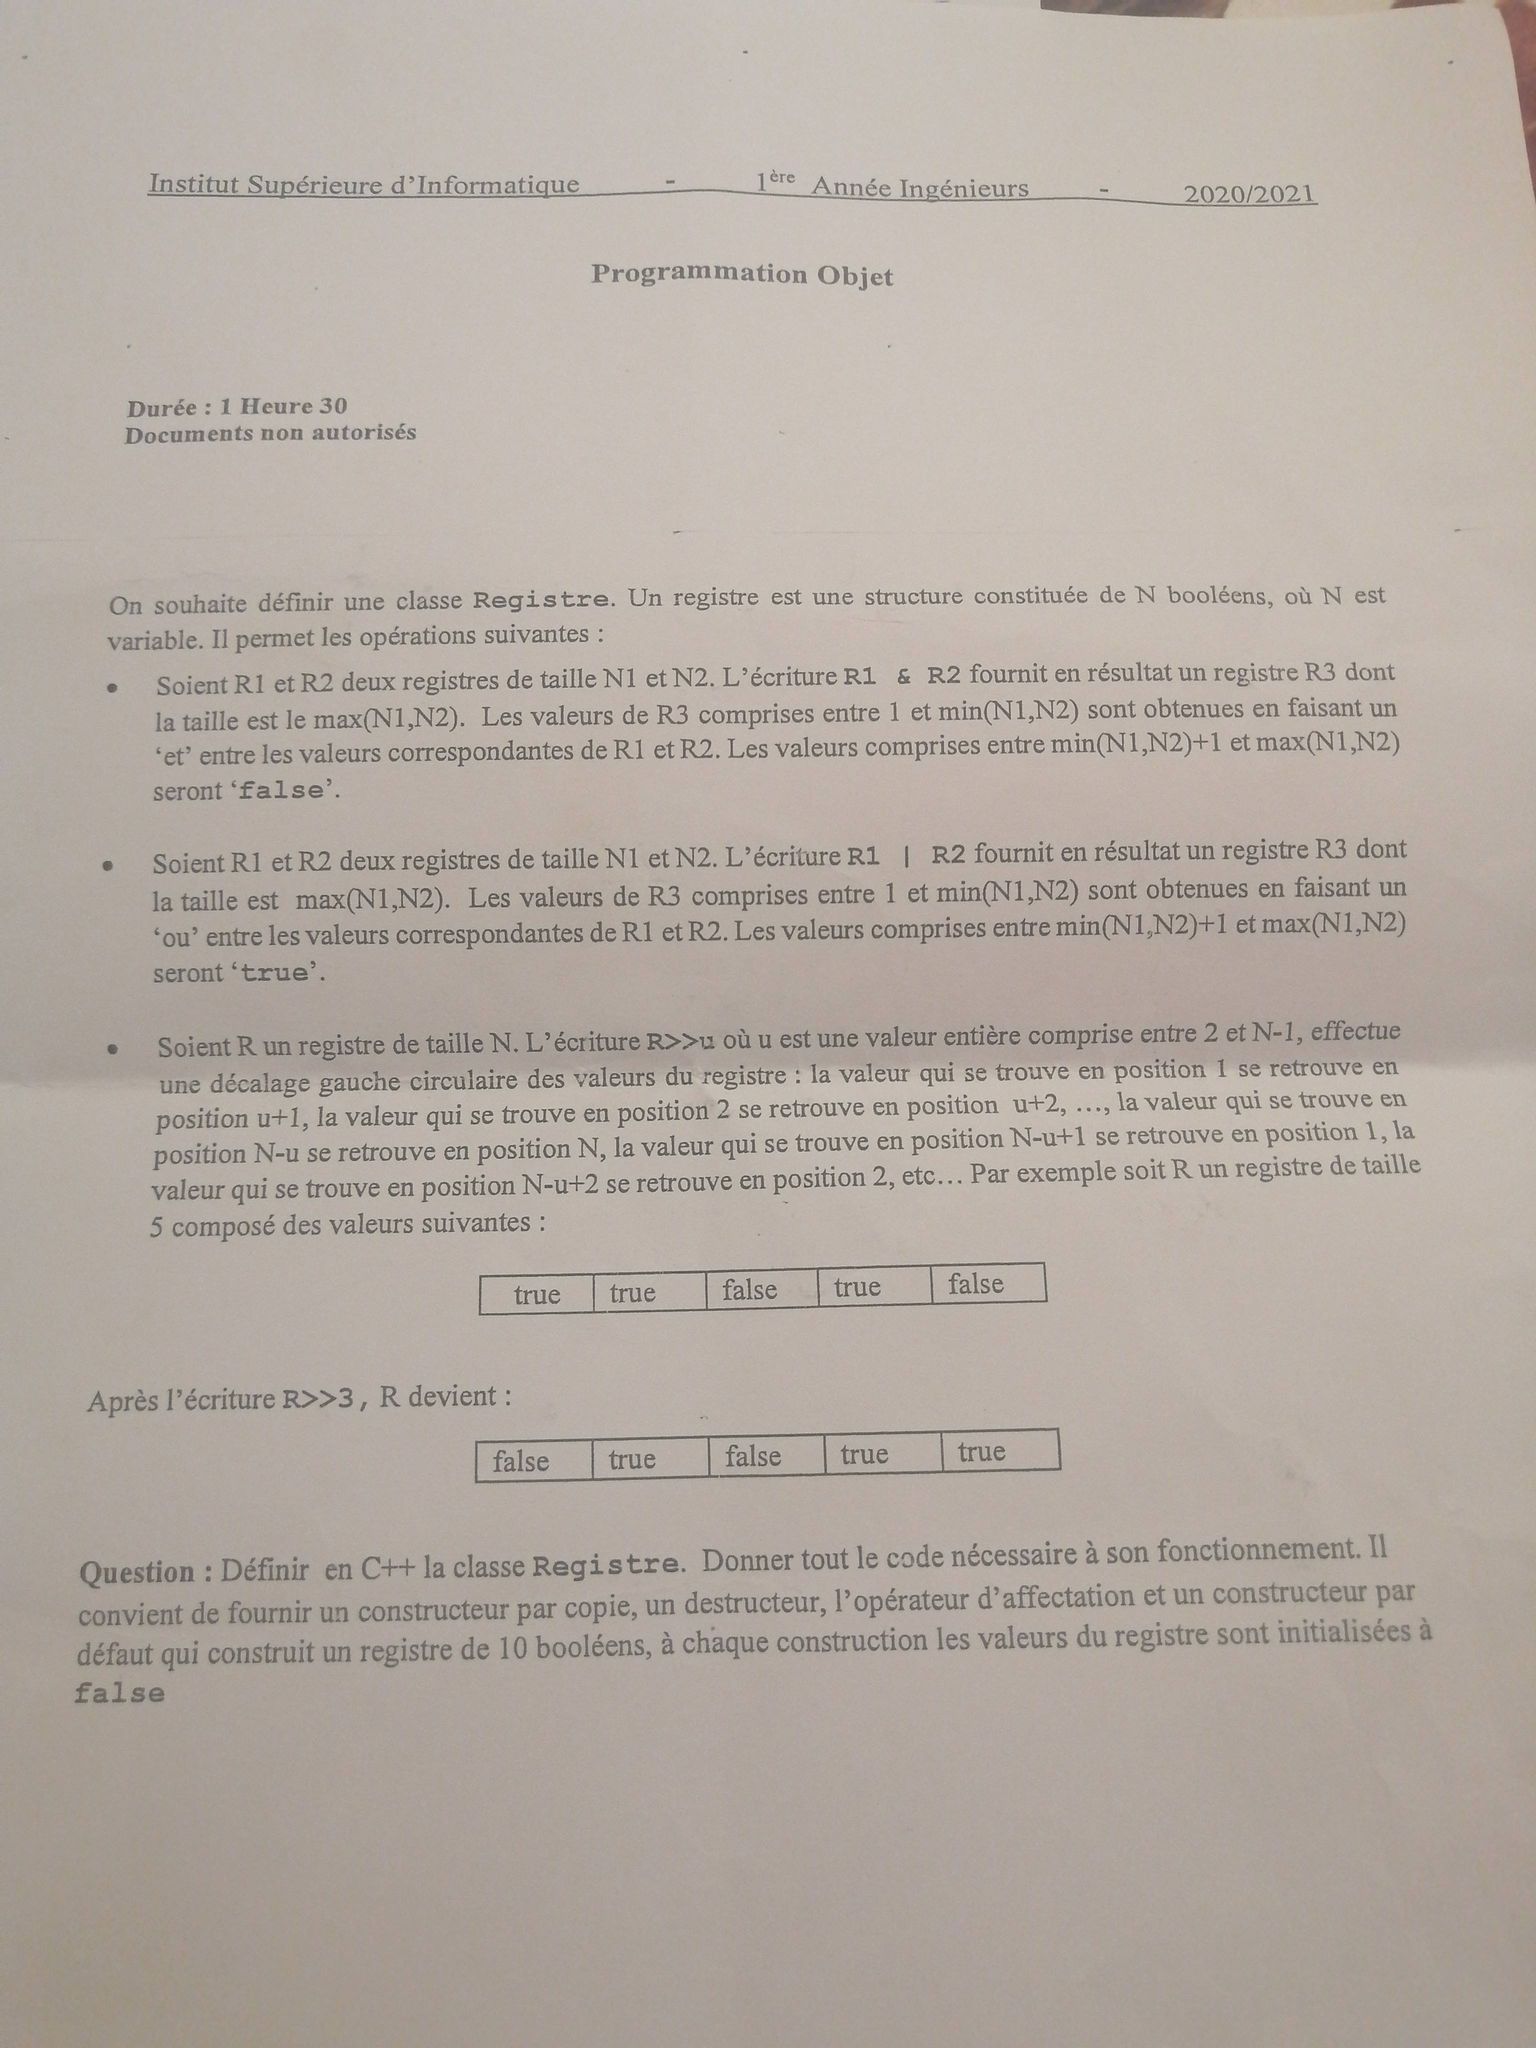 Institut Supérieure d'Informatique - 1ère Année Ingénieurs - 2020/2021
Programmation Objet
Durée : 1 Heure 30
Documents non autorisés
On souhaite définir une classe Registre. Un registre est une structure constituée de N booléens, où N est
variable. Il permet les opérations suivantes :
• Soient R1 et R2 deux registres de taille N1 et N2. L'écriture R1 & R2 fournit en résultat un registre R3 dont
la taille est le max(N1,N2). Les valeurs de R3 comprises entre 1 et min(N1,N2) sont obtenues en faisant un
'et' entre les valeurs correspondantes de R1 et R2. Les valeurs comprises entre min(N1,N2)+1 et max(N1,N2)
seront 'false'.
• Soient R1 et R2 deux registres de taille N1 et N2. L'écriture R1 | R2 fournit en résultat un registre R3 dont
la taille est max(N1,N2). Les valeurs de R3 comprises entre 1 et min(N1,N2) sont obtenues en faisant un
'ou' entre les valeurs correspondantes de R1 et R2. Les valeurs comprises entre min(N1,N2)+1 et max(N1,N2)
seront 'true'.
• Soient R un registre de taille N. L'écriture R>>u où u est une valeur entière comprise entre 2 et N-1, effectue
une décalage gauche circulaire des valeurs du registre : la valeur qui se trouve en position 1 se retrouve en
position u+1, la valeur qui se trouve en position 2 se retrouve en position u+2, ..., la valeur qui se trouve en
position N-u se retrouve en position N, la valeur qui se trouve en position N-u+1 se retrouve en position 1, la
valeur qui se trouve en position N-u+2 se retrouve en position 2, etc... Par exemple soit R un registre de taille
5 composé des valeurs suivantes :
true true false true false
Après l'écriture R>>3, R devient :
false true false true true
Question : Définir en C++ la classe Registre. Donner tout le code nécessaire à son fonctionnement. Il
convient de fournir un constructeur par copie, un destructeur, l'opérateur d'affectation et un constructeur par
défaut qui construit un registre de 10 booléens, à chaque construction les valeurs du registre sont initialisées à
false